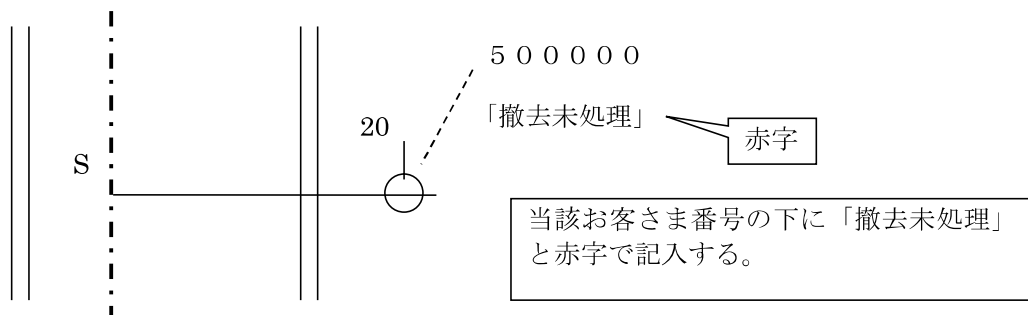 ５０００００
「撤去未処理」
20
赤字
S
当該お客さま番号の下に「撤去未処理」
と赤字で記入する。